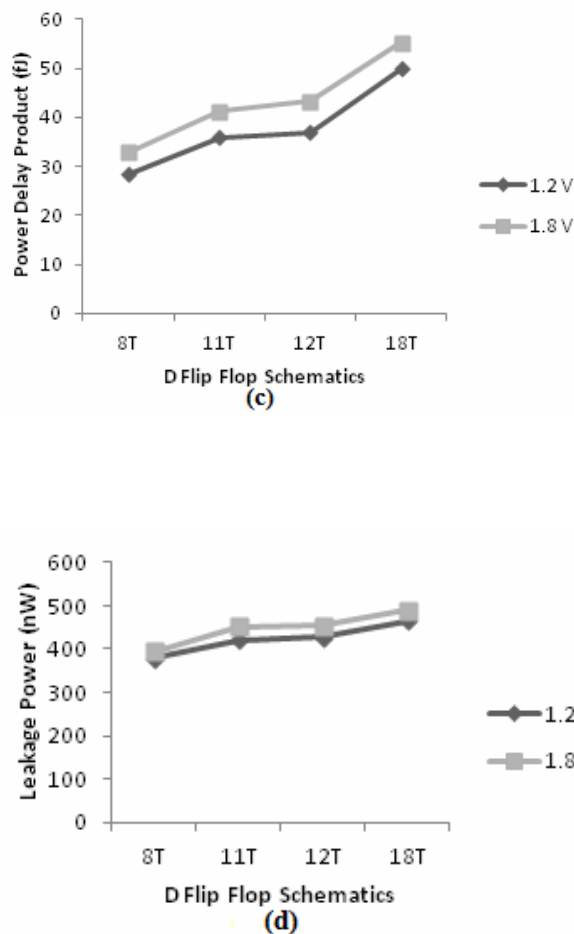 60
50
40
30
20
10
0
Power Delay Product (fJ)
8T 11T 12T 18T
D Flip Flop Schematics
(c)
1.2 V
1.8 V
600
500
400
300
200
100
0
Leakage Power (nW)
8T 11T 12T 18T
D Flip Flop Schematics
(d)
1.2
1.8